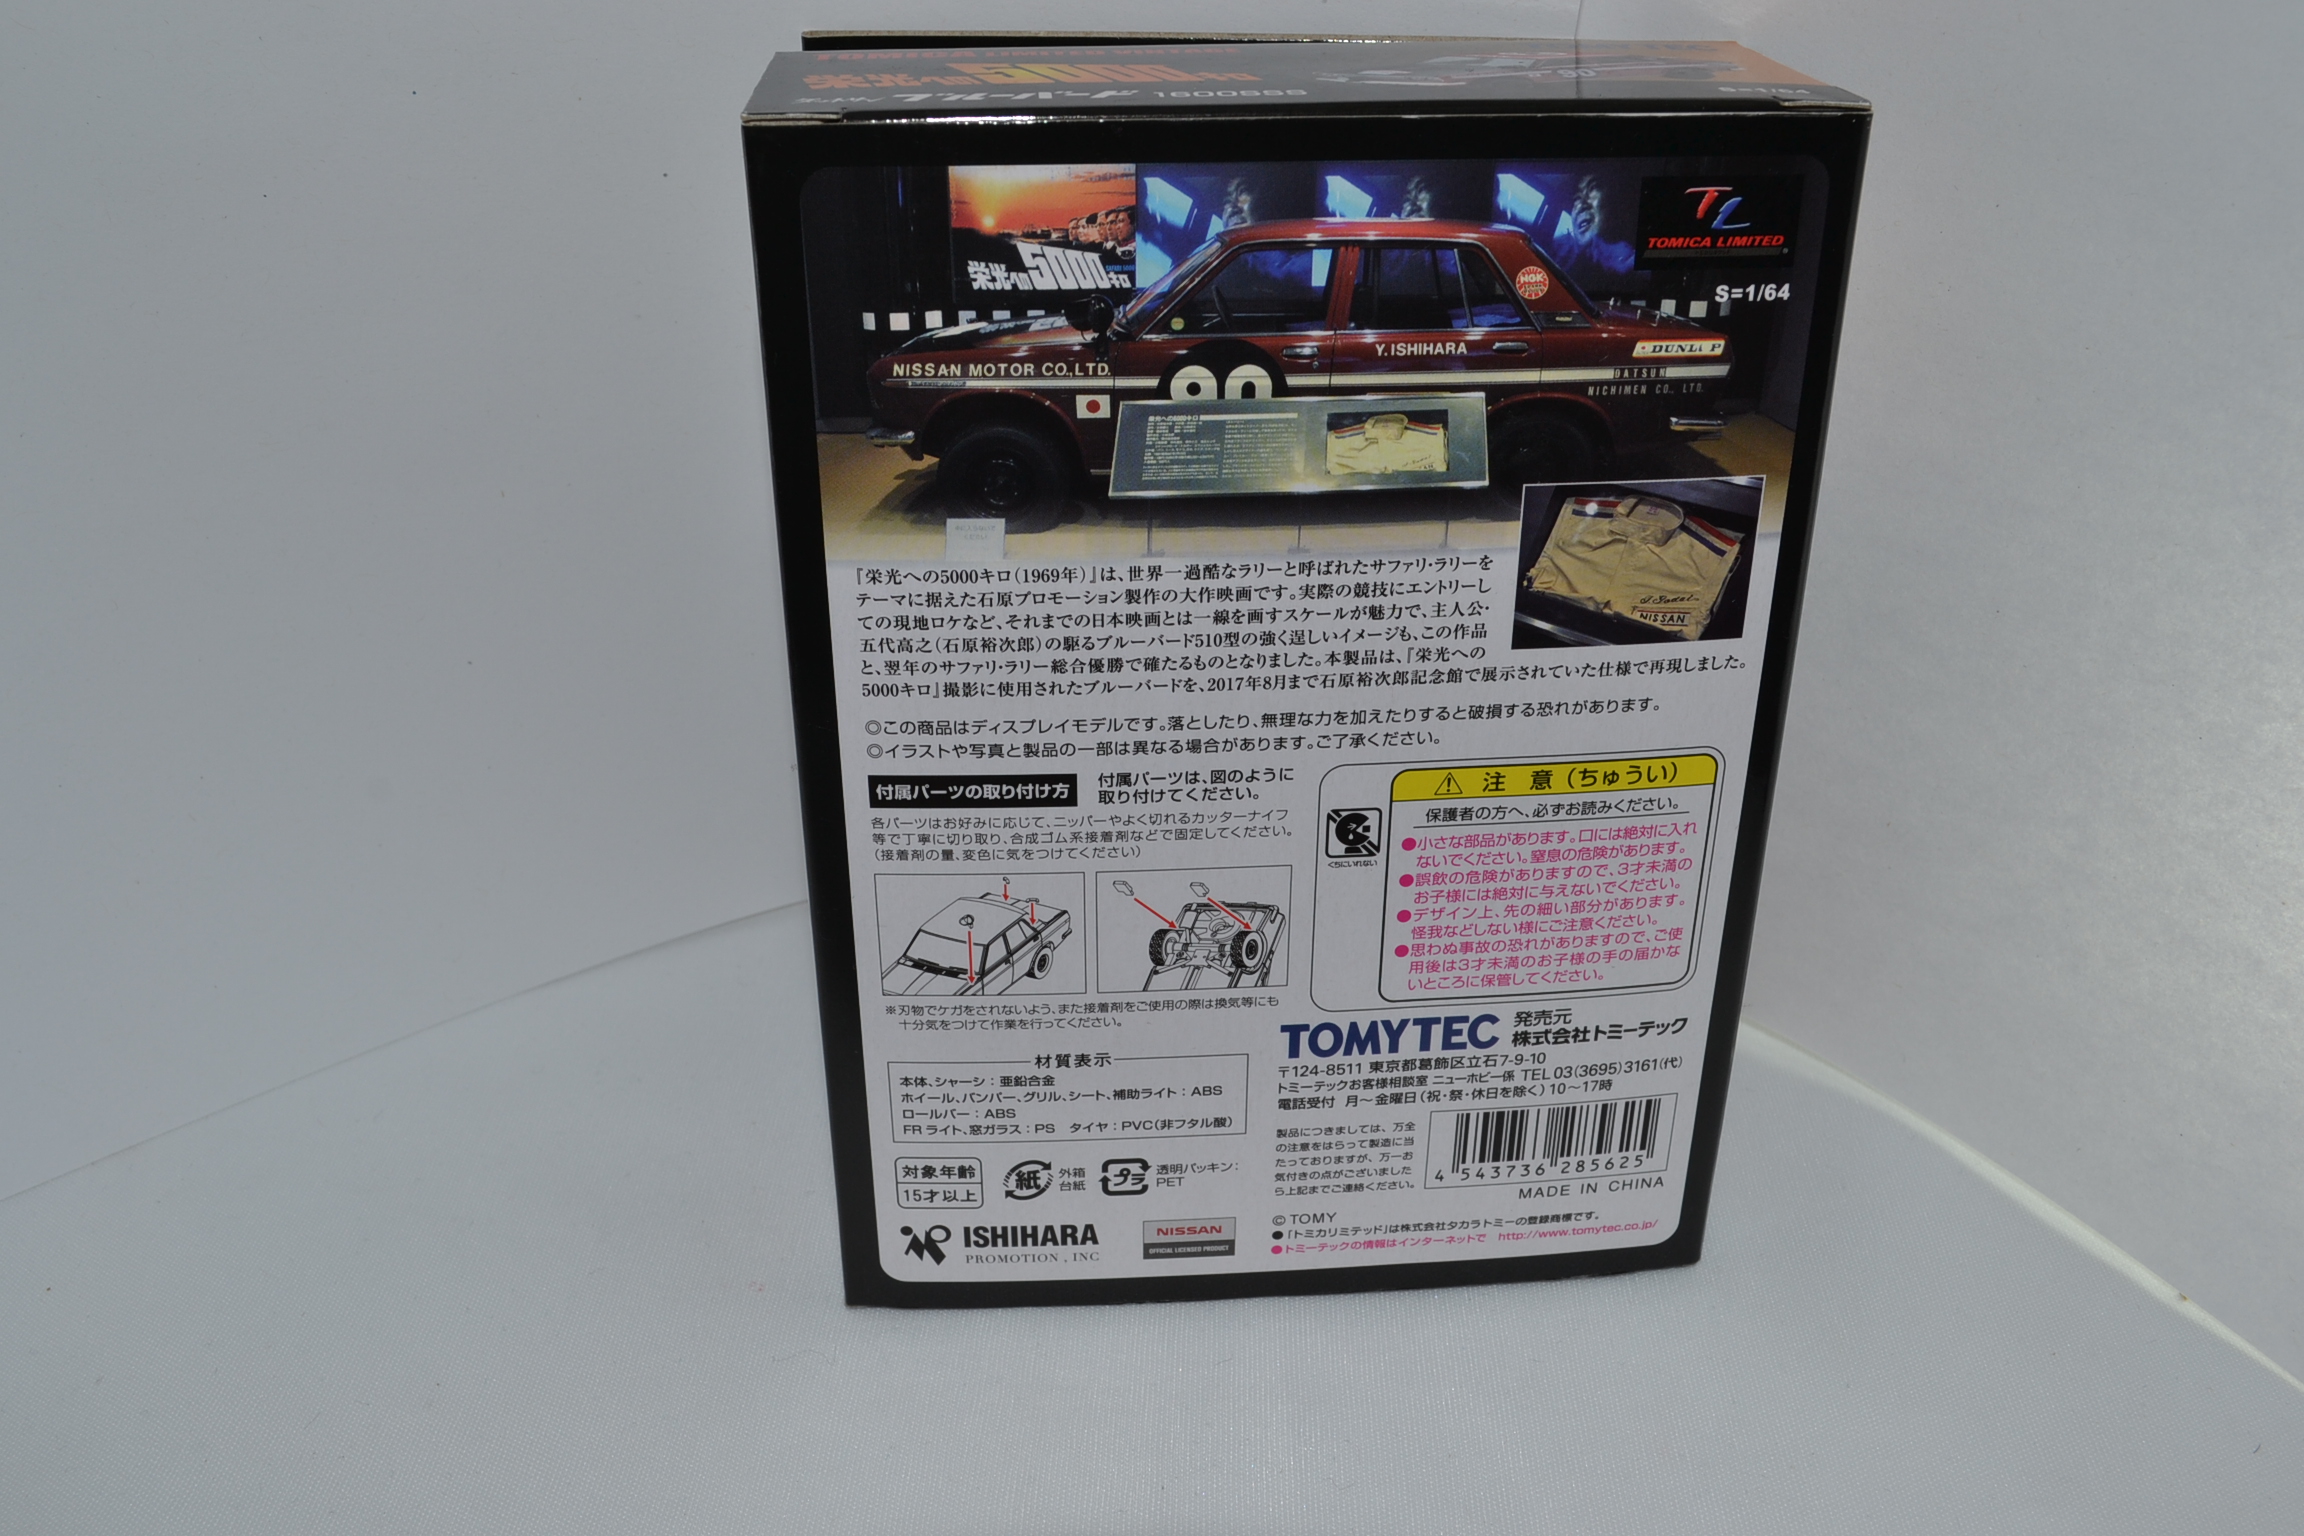 TOMICA LIMITED VINTAGE
栄光への5000キロ
1600SSS
90
S=1/64
栄光への5000キロ
SAFARI 5000
TL
TOMICA LIMITED
S=1/64
NGK
Y.ISHIHARA
DUNLOP
NISSAN MOTOR CO.,LTD.
90
DATSUN
NICHIMEN CO., LTD.
栄光への5000キロ
NISSAN
『栄光への5000キロ(1969年)』は、世界一過酷なラリーと呼ばれたサファリ・ラリーを
テーマに据えた石原プロモーション製作の大作映画です。実際の競技にエントリーし
ての現地ロケなど、それまでの日本映画とは一線を画すスケールが魅力で、主人公・
五代高之(石原裕次郎)の駆るブルーバード510型の強く逞しいイメージも、この作品
と、翌年のサファリ・ラリー総合優勝で確たるものとなりました。本製品は、『栄光への
5000キロ』撮影に使用されたブルーバードを、2017年8月まで石原裕次郎記念館で展示されていた仕様で再現しました。
◎この商品はディスプレイモデルです。落としたり、無理な力を加えたりすると破損する恐れがあります。
◎イラストや写真と製品の一部は異なる場合があります。ご了承ください。
付属パーツの取り付け方
付属パーツは、図のように
取り付けてください。
各パーツはお好みに応じて、ニッパーやよく切れるカッターナイフ
等で丁寧に切り取り、合成ゴム系接着剤などで固定してください。
(接着剤の量、変色に気をつけてください)
※刃物でケガをされないよう、また接着剤をご使用の際は換気等にも
十分気をつけて作業を行ってください。
注 意(ちゅうい)
保護者の方へ、必ずお読みください。
くちにいれない
●小さな部品があります。口には絶対に入れ
ないでください。窒息の危険があります。
●誤飲の危険がありますので、3才未満の
お子様には絶対に与えないでください。
●デザイン上、先の細い部分があります。
怪我などしない様にご注意ください。
●思わぬ事故の恐れがありますので、ご使
用後は3才未満のお子様の手の届かな
いところに保管してください。
材質表示
本体、シャーシ:亜鉛合金
ホイール、バンパー、グリル、シート、補助ライト:ABS
ロールバー:ABS
FRライト、窓ガラス:PS タイヤ:PVC(非フタル酸)
対象年齢
15才以上
紙
外箱
台紙
プラ
透明パッキン:
PET
ISHIHARA
PROMOTION , INC
NISSAN
OFFICIAL LICENSED PRODUCT
TOMYTEC 発売元
株式会社トミーテック
〒124-8511 東京都葛飾区立石7-9-10
トミーテックお客様相談室 ニューホビー係 TEL 03(3695)3161(代)
電話受付 月～金曜日(祝・祭・休日を除く)10～17時
製品につきましては、万全
の注意をはらって製造に当
たっておりますが、万一お
気付きの点がございました
ら上記までご連絡ください。
4 543736 285625
MADE IN CHINA
© TOMY
●「トミカリミテッド」は株式会社タカラトミーの登録商標です。
●トミーテックの情報はインターネットで http://www.tomytec.co.jp/